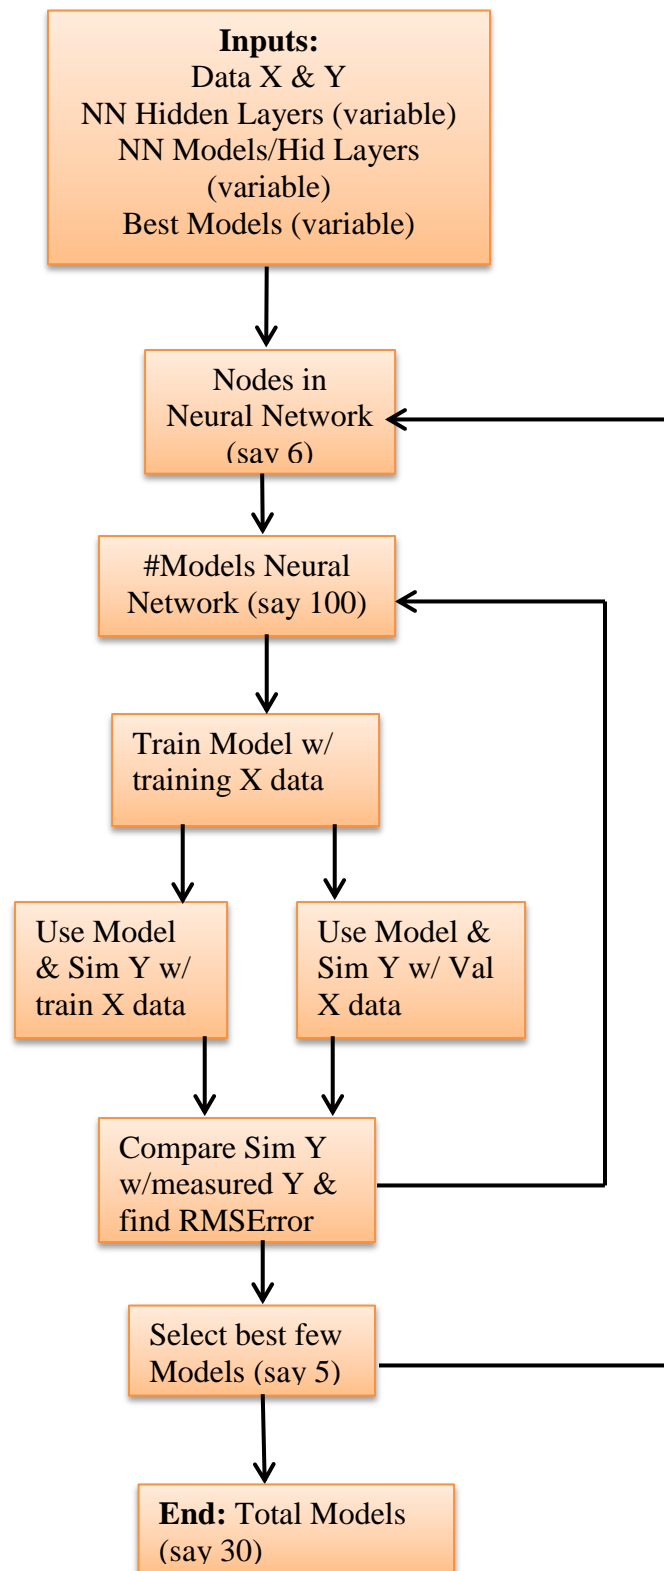 Inputs:
Data X & Y
NN Hidden Layers (variable)
NN Models/Hid Layers
(variable)
Best Models (variable)
Nodes in
Neural Network
(say 6)
#Models Neural
Network (say 100)
Train Model w/
training X data
Use Model
& Sim Y w/
train X data
Use Model &
Sim Y w/ Val
X data
Compare Sim Y
w/measured Y &
find RMSError
Select best few
Models (say 5)
End: Total Models
(say 30)